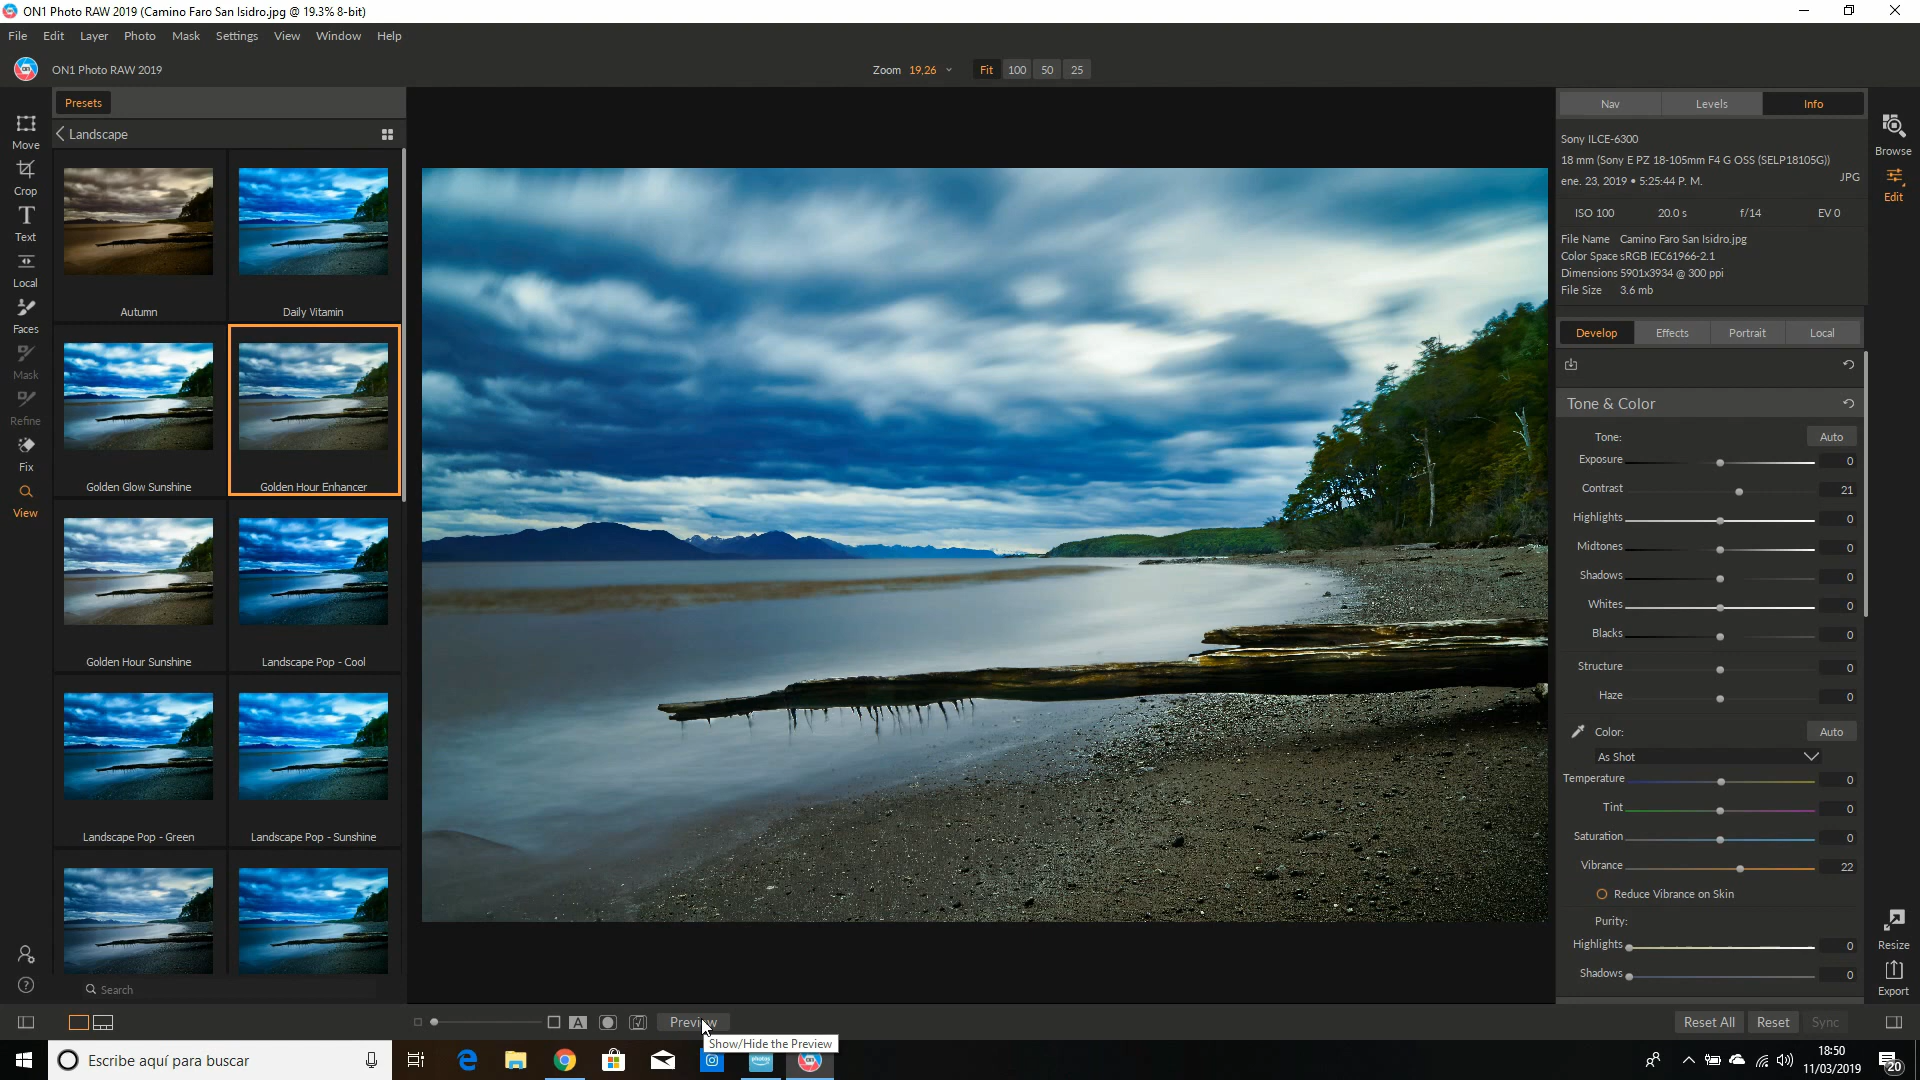 ON1 Photo RAW 2019 (Camino Faro San Isidro.jpg @ 19.3% 8-bit)
File Edit Layer Photo Mask Settings View Window Help
ON1 Photo RAW 2019
Zoom 19,26 Fit 100 50 25
Presets
Landscape
Move
Crop
Text
Local
Faces
Mask
Refine
Fix
View
Autumn
Daily Vitamin
Golden Glow Sunshine
Golden Hour Enhancer
Golden Hour Sunshine
Landscape Pop - Cool
Landscape Pop - Green
Landscape Pop - Sunshine
Search
Nav Levels Info
Sony ILCE-6300
18 mm (Sony E PZ 18-105mm F4 G OSS (SELP18105G))
ene. 23, 2019 • 5:25:44 P. M. JPG
ISO 100 20.0 s f/14 EV 0
File Name Camino Faro San Isidro.jpg
Color Space sRGB IEC61966-2.1
Dimensions 5901x3934 @ 300 ppi
File Size 3.6 mb
Develop Effects Portrait Local
Tone & Color
Tone: Auto
Exposure 0
Contrast 21
Highlights 0
Midtones 0
Shadows 0
Whites 0
Blacks 0
Structure 0
Haze 0
Color: Auto
As Shot
Temperature 0
Tint 0
Saturation 0
Vibrance 22
Reduce Vibrance on Skin
Purity:
Highlights 0
Shadows 0
Browse
Edit
Resize
Export
A Preview
Reset All Reset Sync
Show/Hide the Preview
Escribe aquí para buscar
photos
18:50
11/03/2019
20